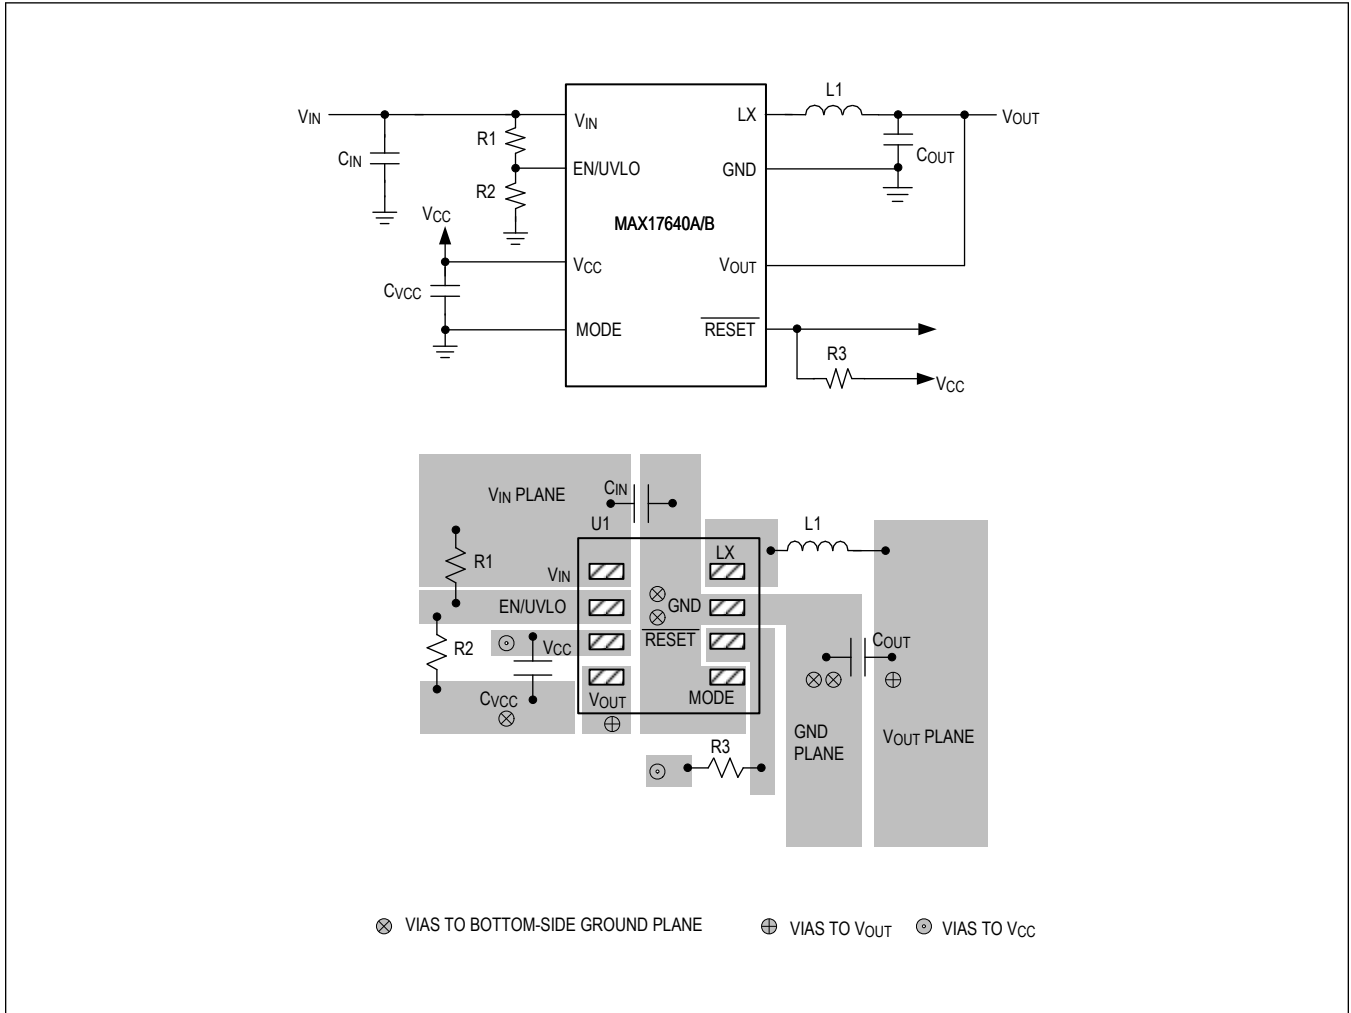 L1
VIN
VIN
LX
VOUT
R1
CIN
COUT
EN/UVLO
GND
R2
VCC
MAX17640A/B
VCC
VOUT
CVCC
MODE
RESET
R3
VCC
VIN PLANE
CIN
U1
L1
LX
R1
VIN
EN/UVLO
GND
R2
VCC
RESET
COUT
CVCC
VOUT
MODE
GND
PLANE
VOUT PLANE
R3
VIAS TO BOTTOM-SIDE GROUND PLANE
VIAS TO VOUT
VIAS TO VCC